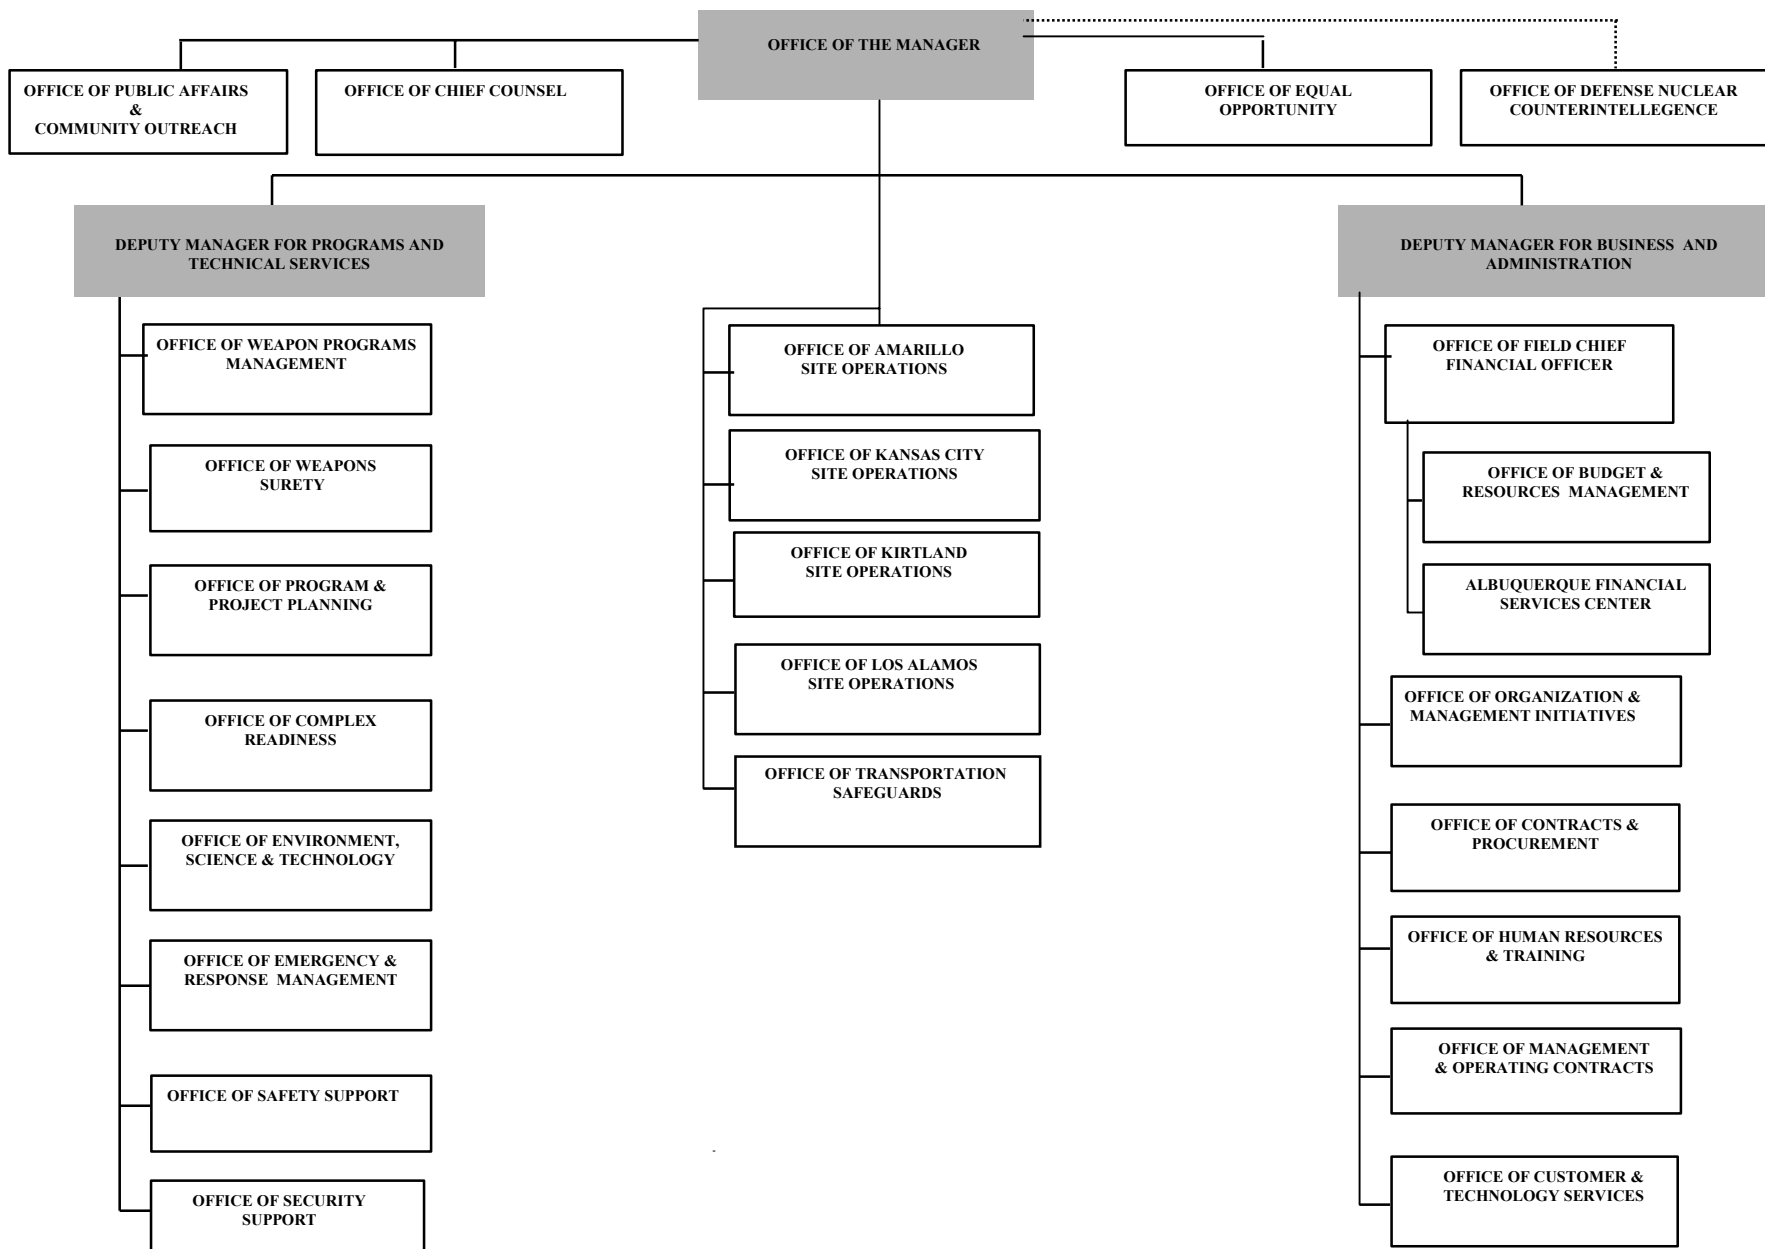 OFFICE OF THE MANAGER
OFFICE OF PUBLIC AFFAIRS
&
COMMUNITY OUTREACH
OFFICE OF CHIEF COUNSEL
OFFICE OF EQUAL
OPPORTUNITY
OFFICE OF DEFENSE NUCLEAR
COUNTERINTELLEGENCE
DEPUTY MANAGER FOR PROGRAMS AND
TECHNICAL SERVICES
OFFICE OF WEAPON PROGRAMS
MANAGEMENT
OFFICE OF WEAPONS
SURETY
OFFICE OF PROGRAM &
PROJECT PLANNING
OFFICE OF COMPLEX
READINESS
OFFICE OF ENVIRONMENT,
SCIENCE & TECHNOLOGY
OFFICE OF EMERGENCY &
RESPONSE MANAGEMENT
OFFICE OF SAFETY SUPPORT
OFFICE OF SECURITY
SUPPORT
OFFICE OF AMARILLO
SITE OPERATIONS
OFFICE OF KANSAS CITY
SITE OPERATIONS
OFFICE OF KIRTLAND
SITE OPERATIONS
OFFICE OF LOS ALAMOS
SITE OPERATIONS
OFFICE OF TRANSPORTATION
SAFEGUARDS
DEPUTY MANAGER FOR BUSINESS AND
ADMINISTRATION
OFFICE OF FIELD CHIEF
FINANCIAL OFFICER
OFFICE OF BUDGET &
RESOURCES MANAGEMENT
ALBUQUERQUE FINANCIAL
SERVICES CENTER
OFFICE OF ORGANIZATION &
MANAGEMENT INITIATIVES
OFFICE OF CONTRACTS &
PROCUREMENT
OFFICE OF HUMAN RESOURCES
& TRAINING
OFFICE OF MANAGEMENT
& OPERATING CONTRACTS
OFFICE OF CUSTOMER &
TECHNOLOGY SERVICES